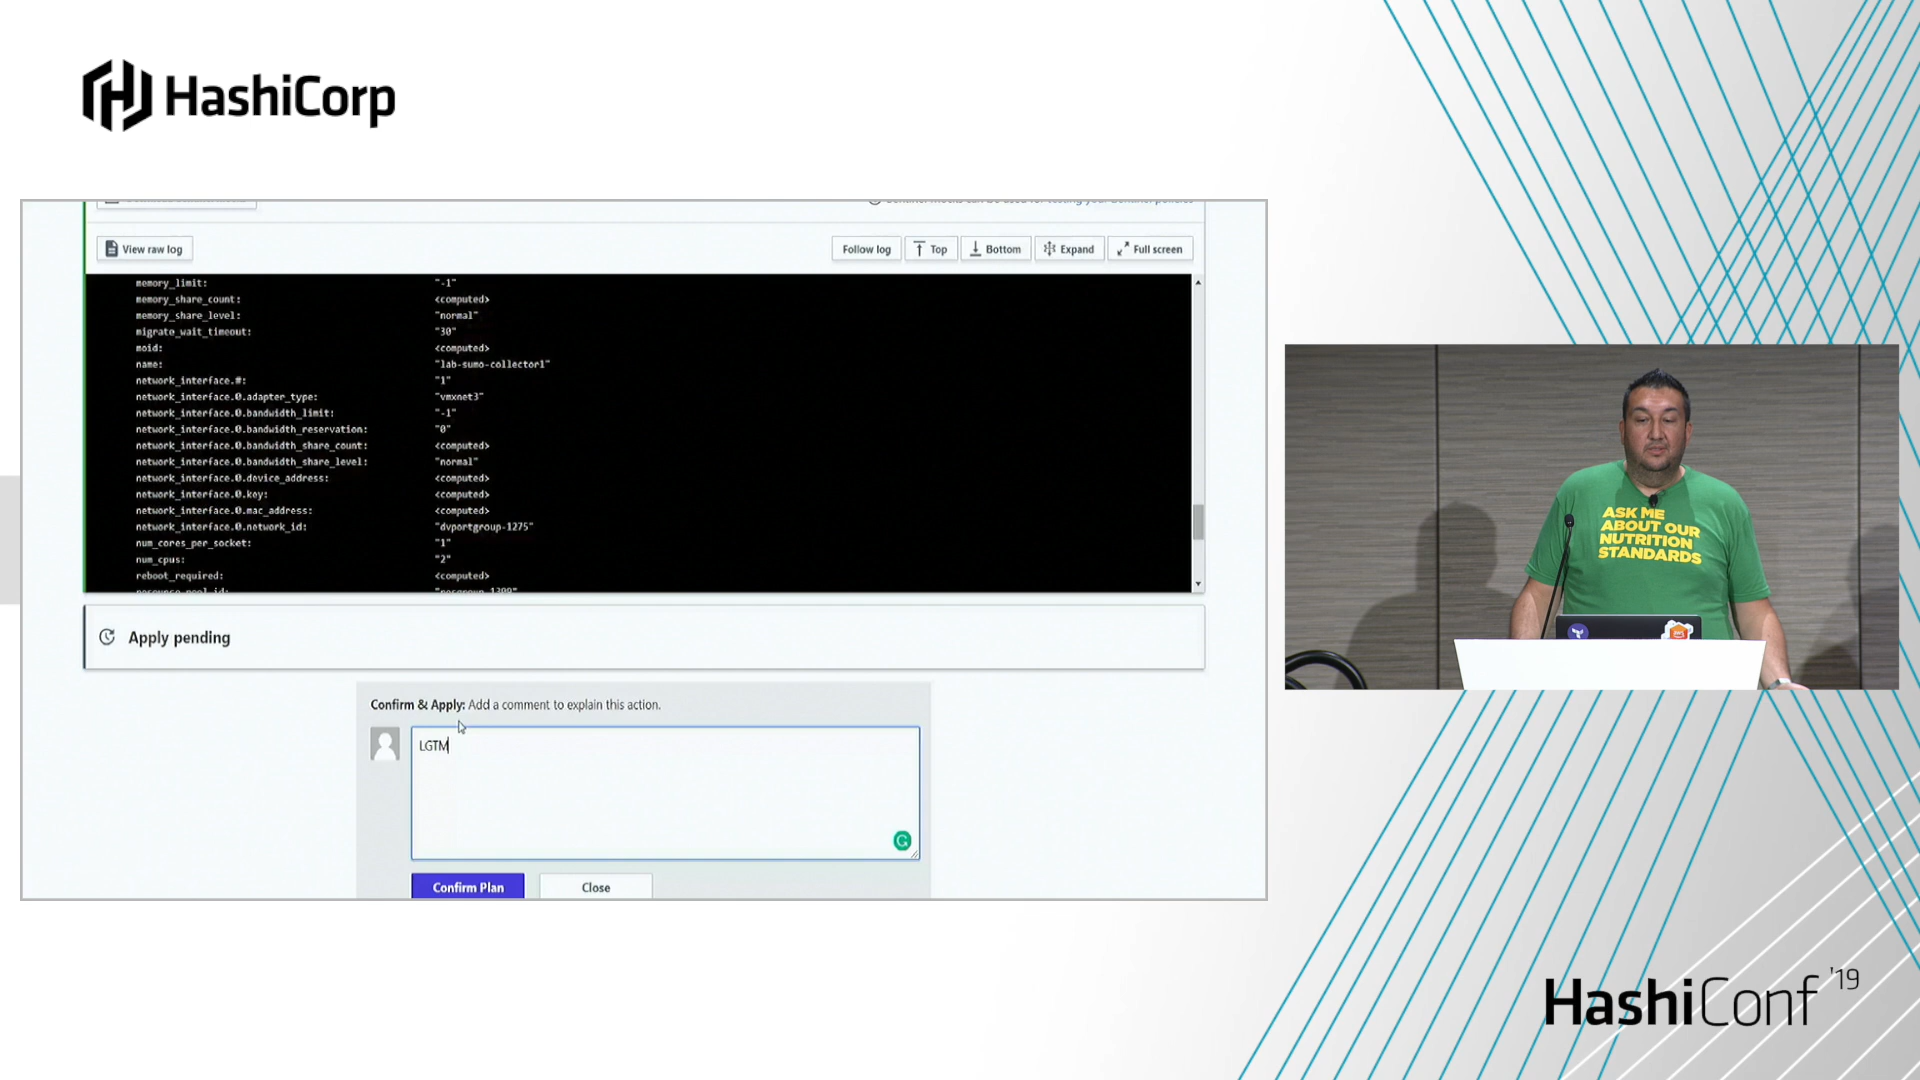 HashiCorp
View raw log
Follow log
Top
Bottom
Expand
Full screen
memory_limit: "-1"
memory_share_count: <computed>
memory_share_level: "normal"
migrate_wait_timeout: "30"
moid: <computed>
name: "lab-sumo-collector1"
network_interface.#: "1"
network_interface.0.adapter_type: "vmxnet3"
network_interface.0.bandwidth_limit: "-1"
network_interface.0.bandwidth_reservation: "0"
network_interface.0.bandwidth_share_count: <computed>
network_interface.0.bandwidth_share_level: "normal"
network_interface.0.device_address: <computed>
network_interface.0.key: <computed>
network_interface.0.mac_address: <computed>
network_interface.0.network_id: "dvportgroup-1275"
num_cores_per_socket: "1"
num_cpus: "2"
reboot_required: <computed>
Apply pending
Confirm & Apply: Add a comment to explain this action.
LGTM
Confirm Plan
Close
ASK ME
ABOUT OUR
NUTRITION
STANDARDS
HashiConf '19